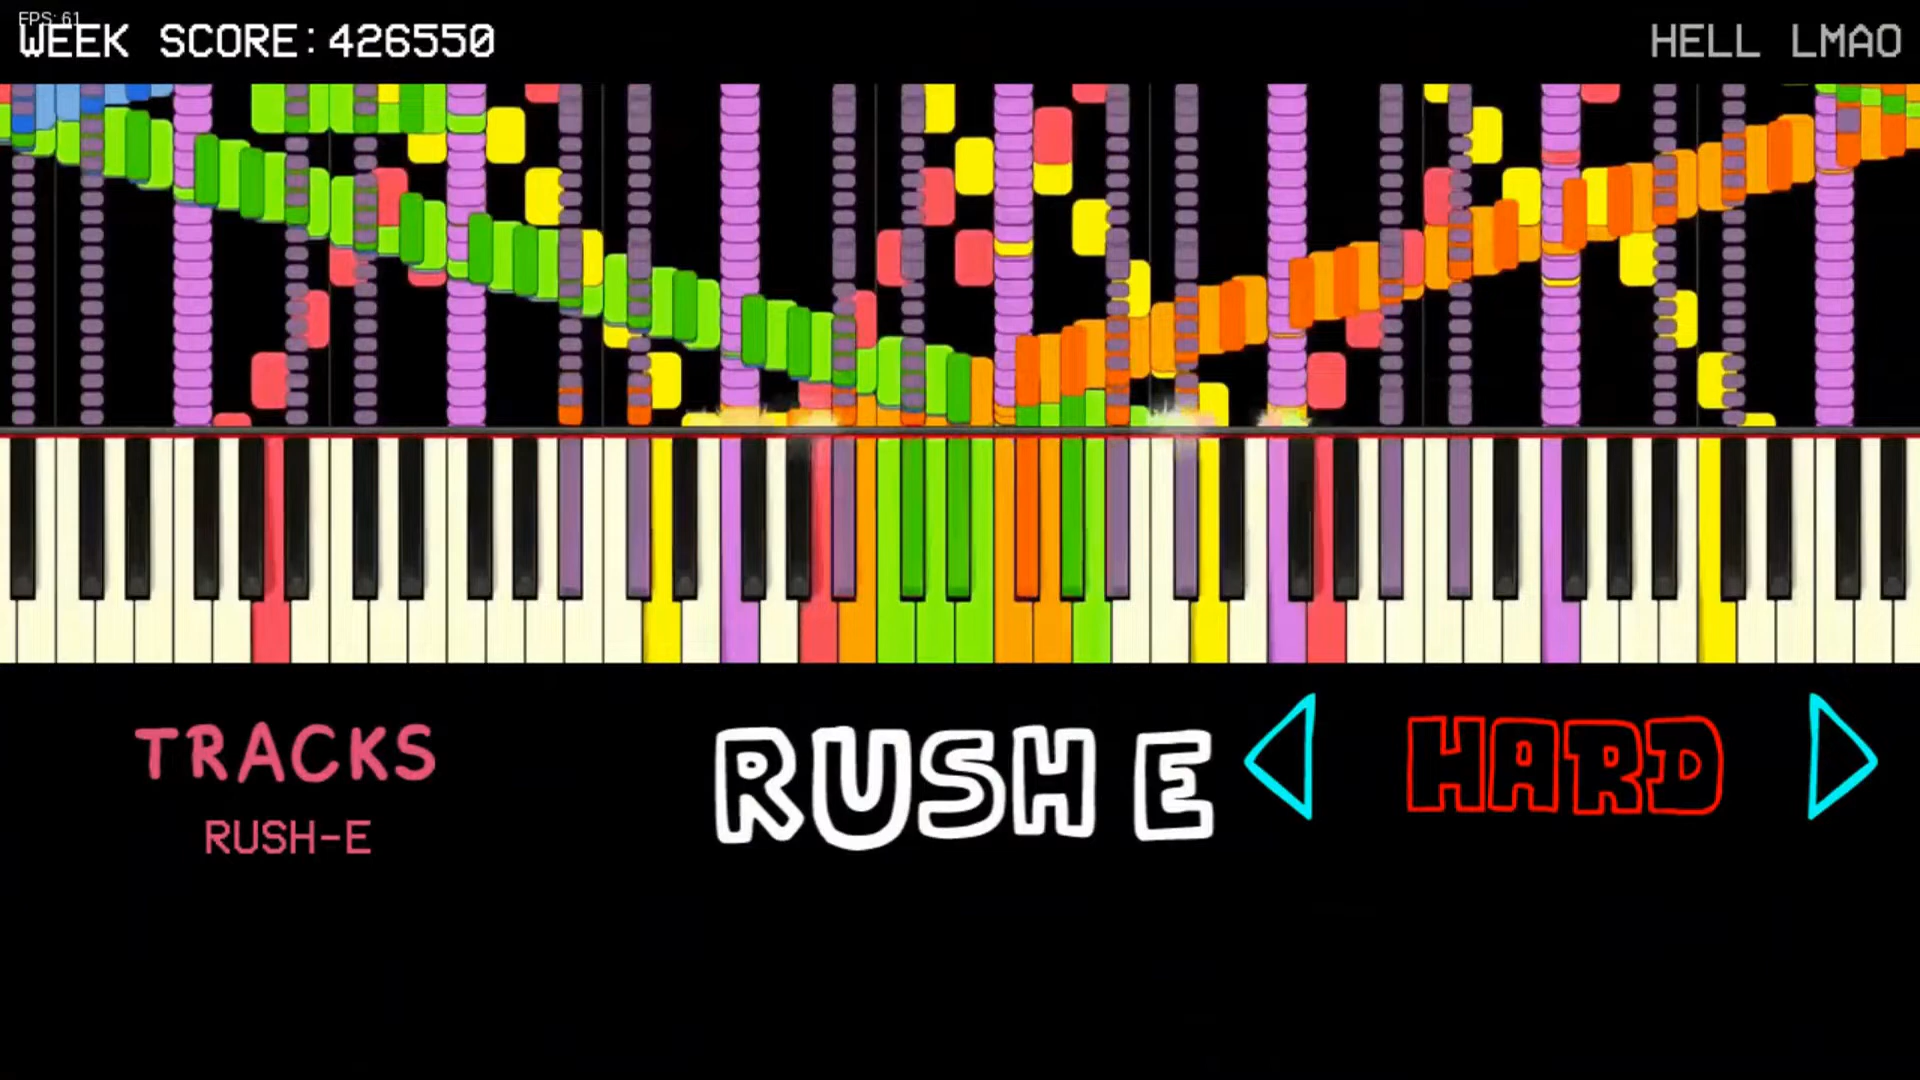 FPS: 61
WEEK SCORE:426550
HELL LMAO
TRACKS
RUSH-E
RUSH E
HARD